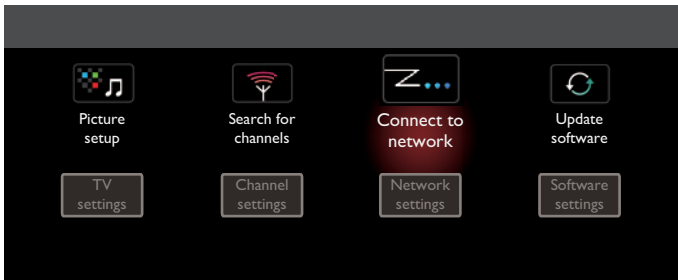 Picture
setup
Search for
channels
Connect to
network
Update
software
TV
settings
Channel
settings
Network
settings
Software
settings